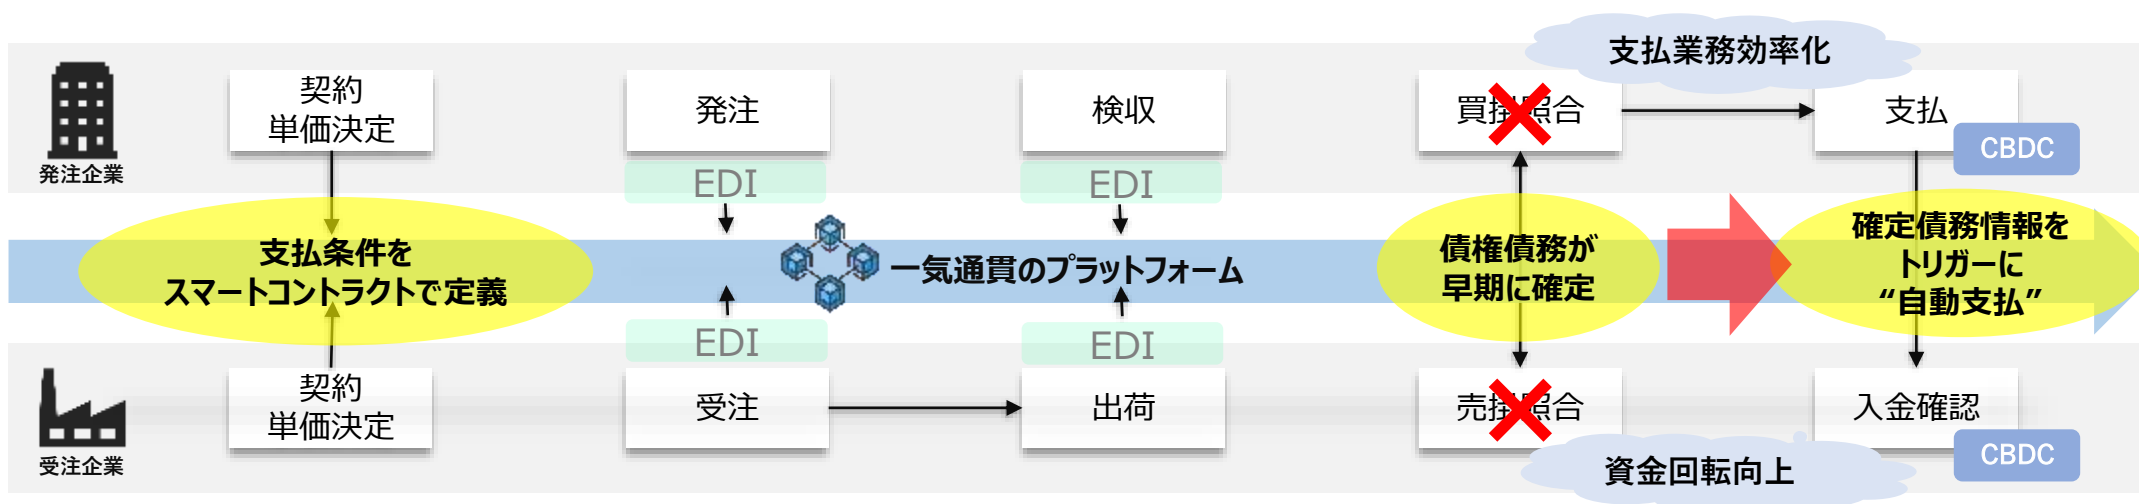 支払業務効率化
契約
単価決定
発注
検収
買掛照合
支払
CBDC
発注企業
EDI
EDI
支払条件を
スマートコントラクトで定義
一気通貫のプラットフォーム
債権債務が
早期に確定
確定債務情報を
トリガーに
“自動支払”
EDI
EDI
契約
単価決定
受注
出荷
売掛照合
入金確認
CBDC
受注企業
資金回転向上